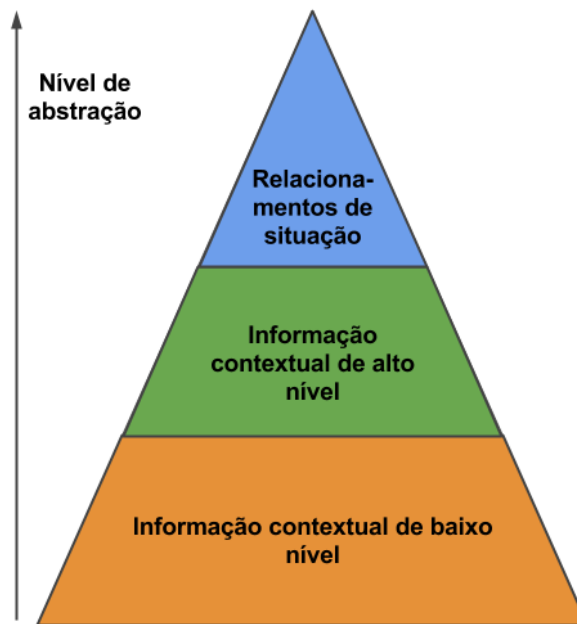 Nível de
abstração
Relaciona-
mentos de
situação
Informação
contextual de alto
nível
Informação contextual de baixo
nível